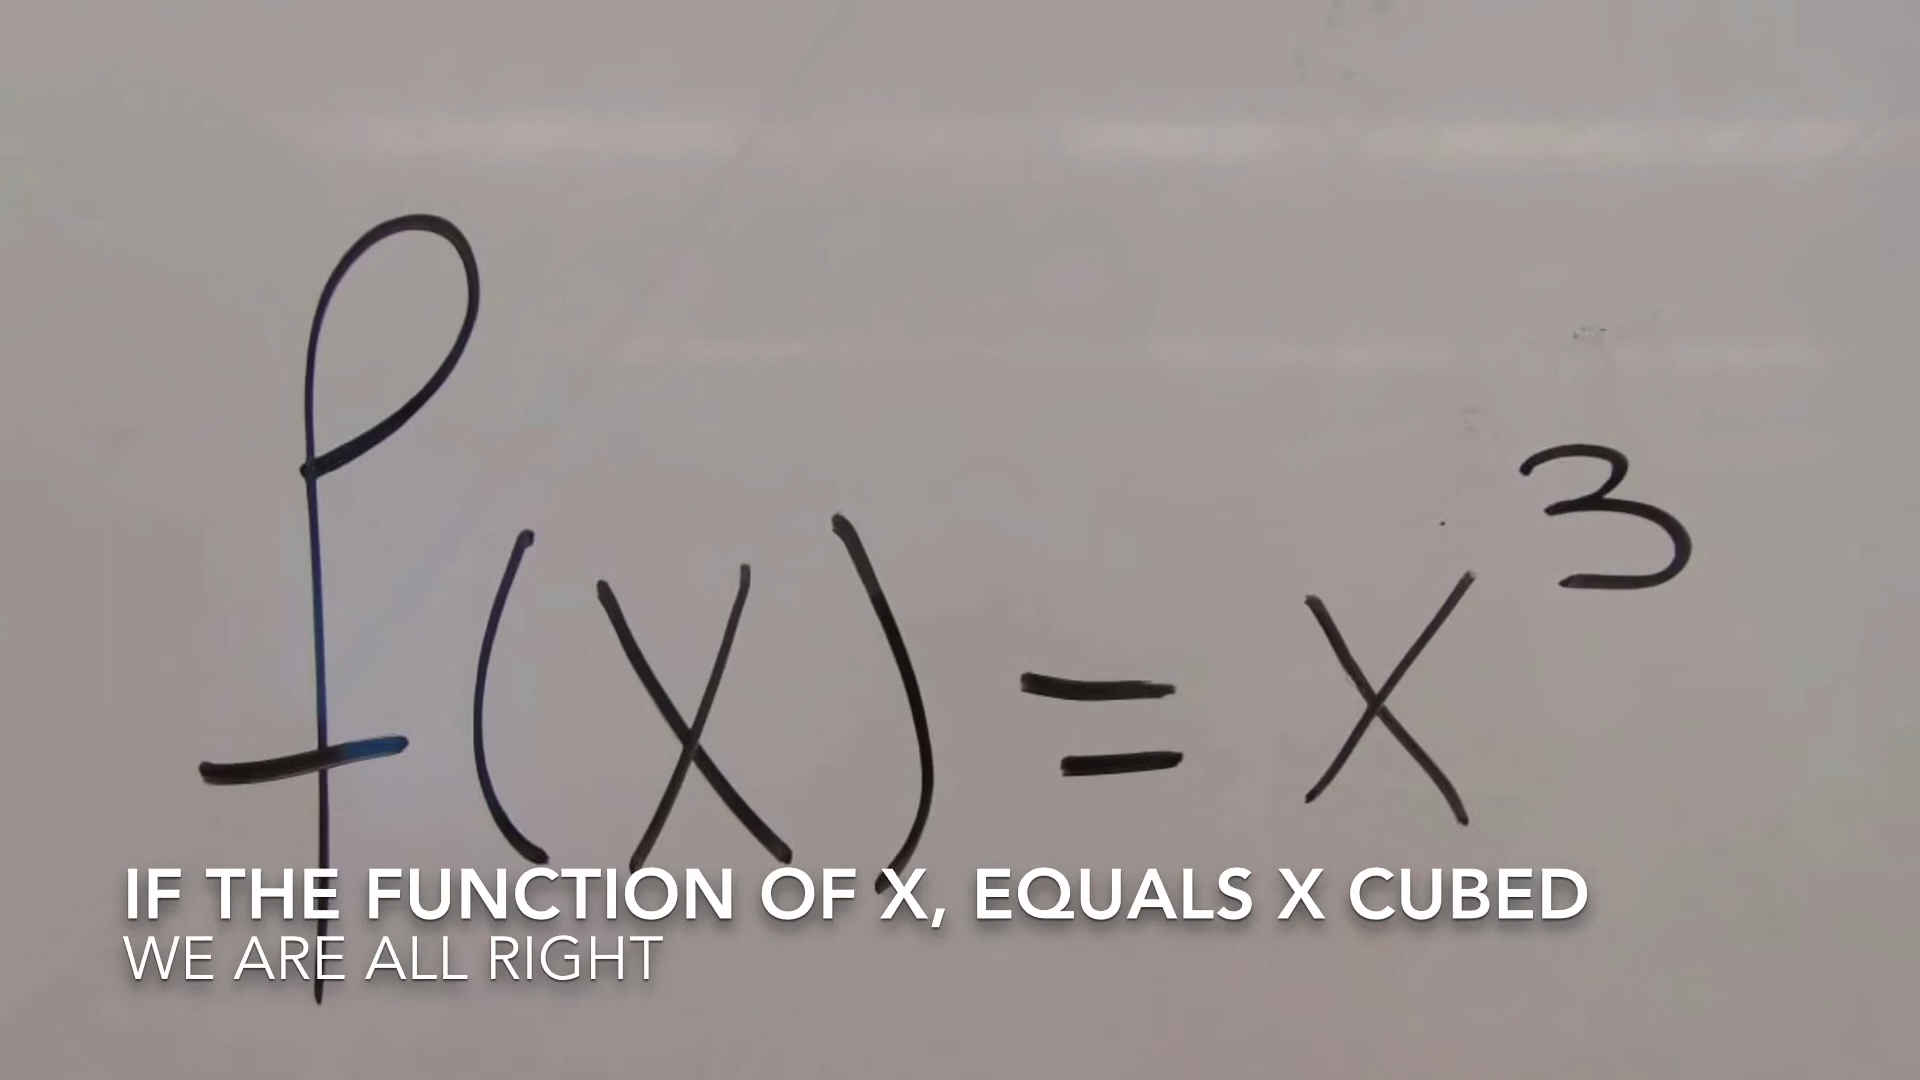 f(x) = x³
IF THE FUNCTION OF X, EQUALS X CUBED
WE ARE ALL RIGHT